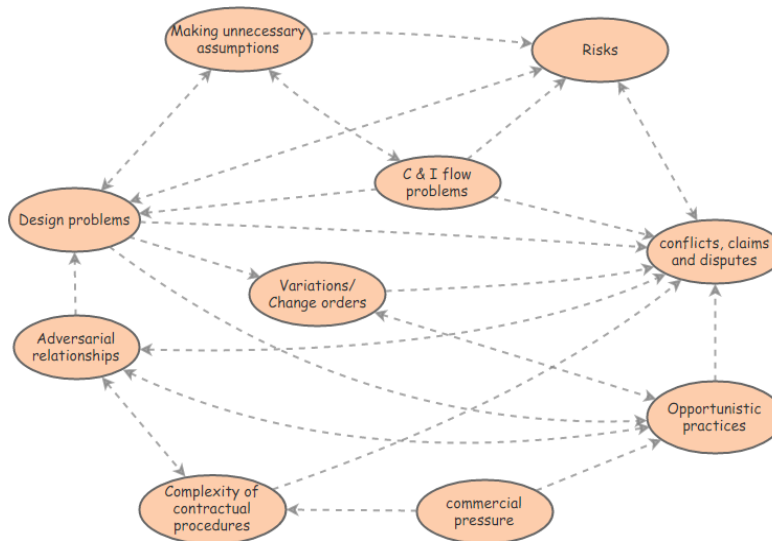 Making unnecessary
assumptions
Risks
C & I flow
problems
Design problems
conflicts, claims
and disputes
Variations/
Change orders
Adversarial
relationships
Opportunistic
practices
Complexity of
contractual
procedures
commercial
pressure